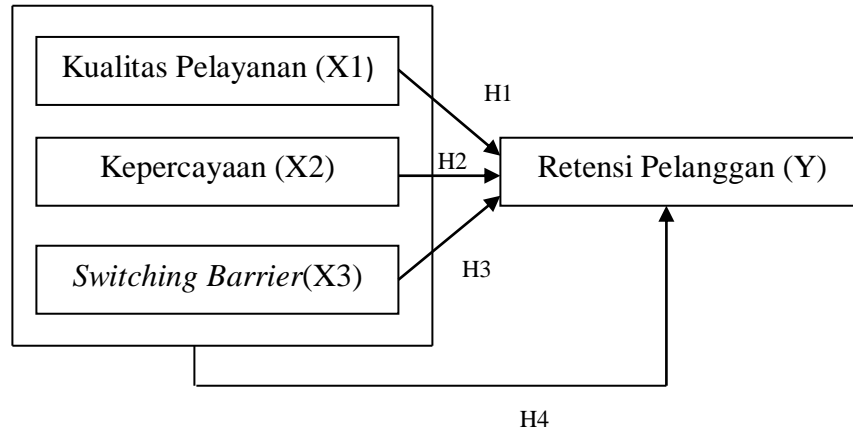 Kualitas Pelayanan (X1)
H1
Kepercayaan (X2)
H2
Retensi Pelanggan (Y)
Switching Barrier(X3)
H3
H4